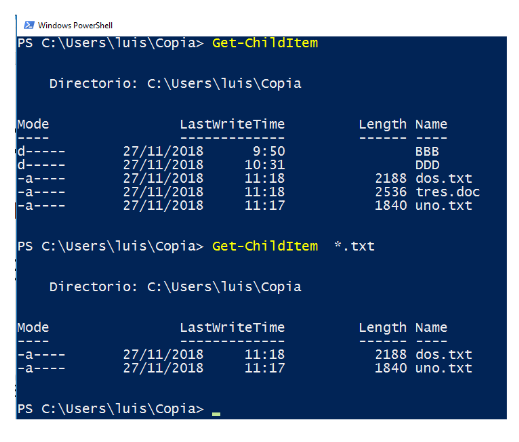 Windows PowerShell
PS C:\Users\luis\Copia> Get-ChildItem
Directorio: C:\Users\luis\Copia
Mode LastWriteTime Length Name
---- ------------- ------ ----
d----- 27/11/2018 9:50 BBB
d----- 27/11/2018 10:31 DDD
-a---- 27/11/2018 11:18 2188 dos.txt
-a---- 27/11/2018 11:18 2536 tres.doc
-a---- 27/11/2018 11:17 1840 uno.txt
PS C:\Users\luis\Copia> Get-ChildItem *.txt
Directorio: C:\Users\luis\Copia
Mode LastWriteTime Length Name
---- ------------- ------ ----
-a---- 27/11/2018 11:18 2188 dos.txt
-a---- 27/11/2018 11:17 1840 uno.txt
PS C:\Users\luis\Copia> _